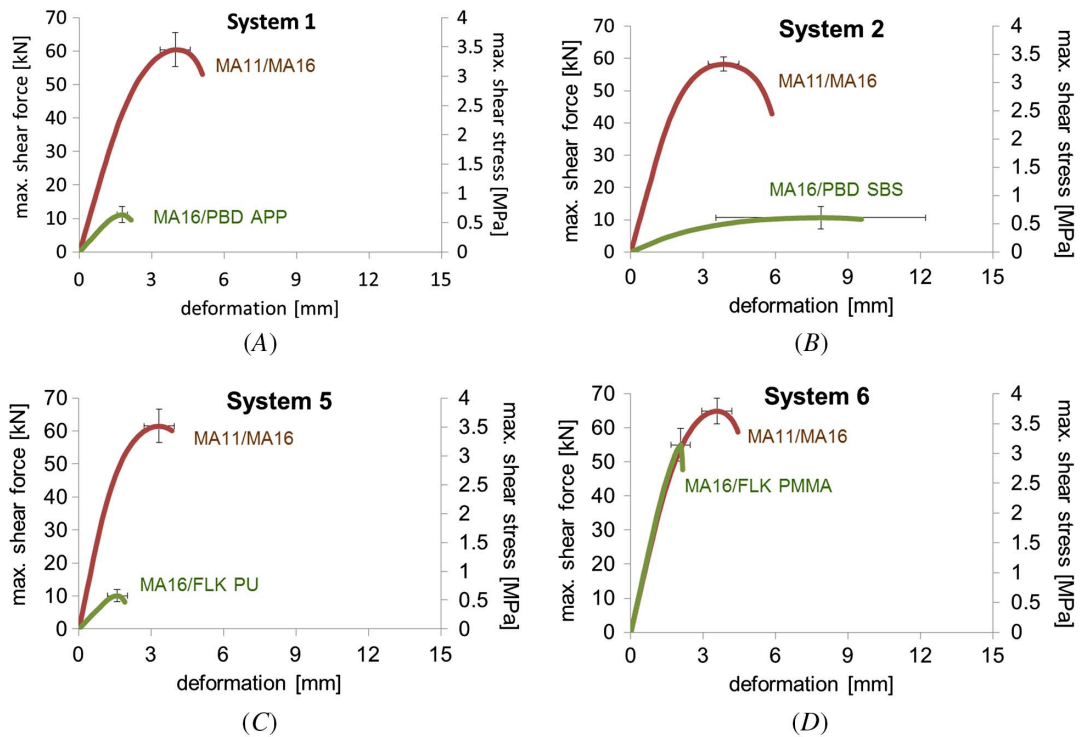 System 1
max. shear force [kN]
70
60
50
40
30
20
10
0
MA11/MA16
MA16/PBD APP
4
3.5
3
2.5
2
1.5
1
0.5
0
max. shear stress [MPa]
0 3 6 9 12 15
deformation [mm]
(A)
System 2
max. shear force [kN]
70
60
50
40
30
20
10
0
MA11/MA16
MA16/PBD SBS
4
3.5
3
2.5
2
1.5
1
0.5
0
max. shear stress [MPa]
0 3 6 9 12 15
deformation [mm]
(B)
System 5
max. shear force [kN]
70
60
50
40
30
20
10
0
MA11/MA16
MA16/FLK PU
4
3.5
3
2.5
2
1.5
1
0.5
0
max. shear stress [MPa]
0 3 6 9 12 15
deformation [mm]
(C)
System 6
max. shear force [kN]
70
60
50
40
30
20
10
0
MA11/MA16
MA16/FLK PMMA
4
3.5
3
2.5
2
1.5
1
0.5
0
max. shear stress [MPa]
0 3 6 9 12 15
deformation [mm]
(D)